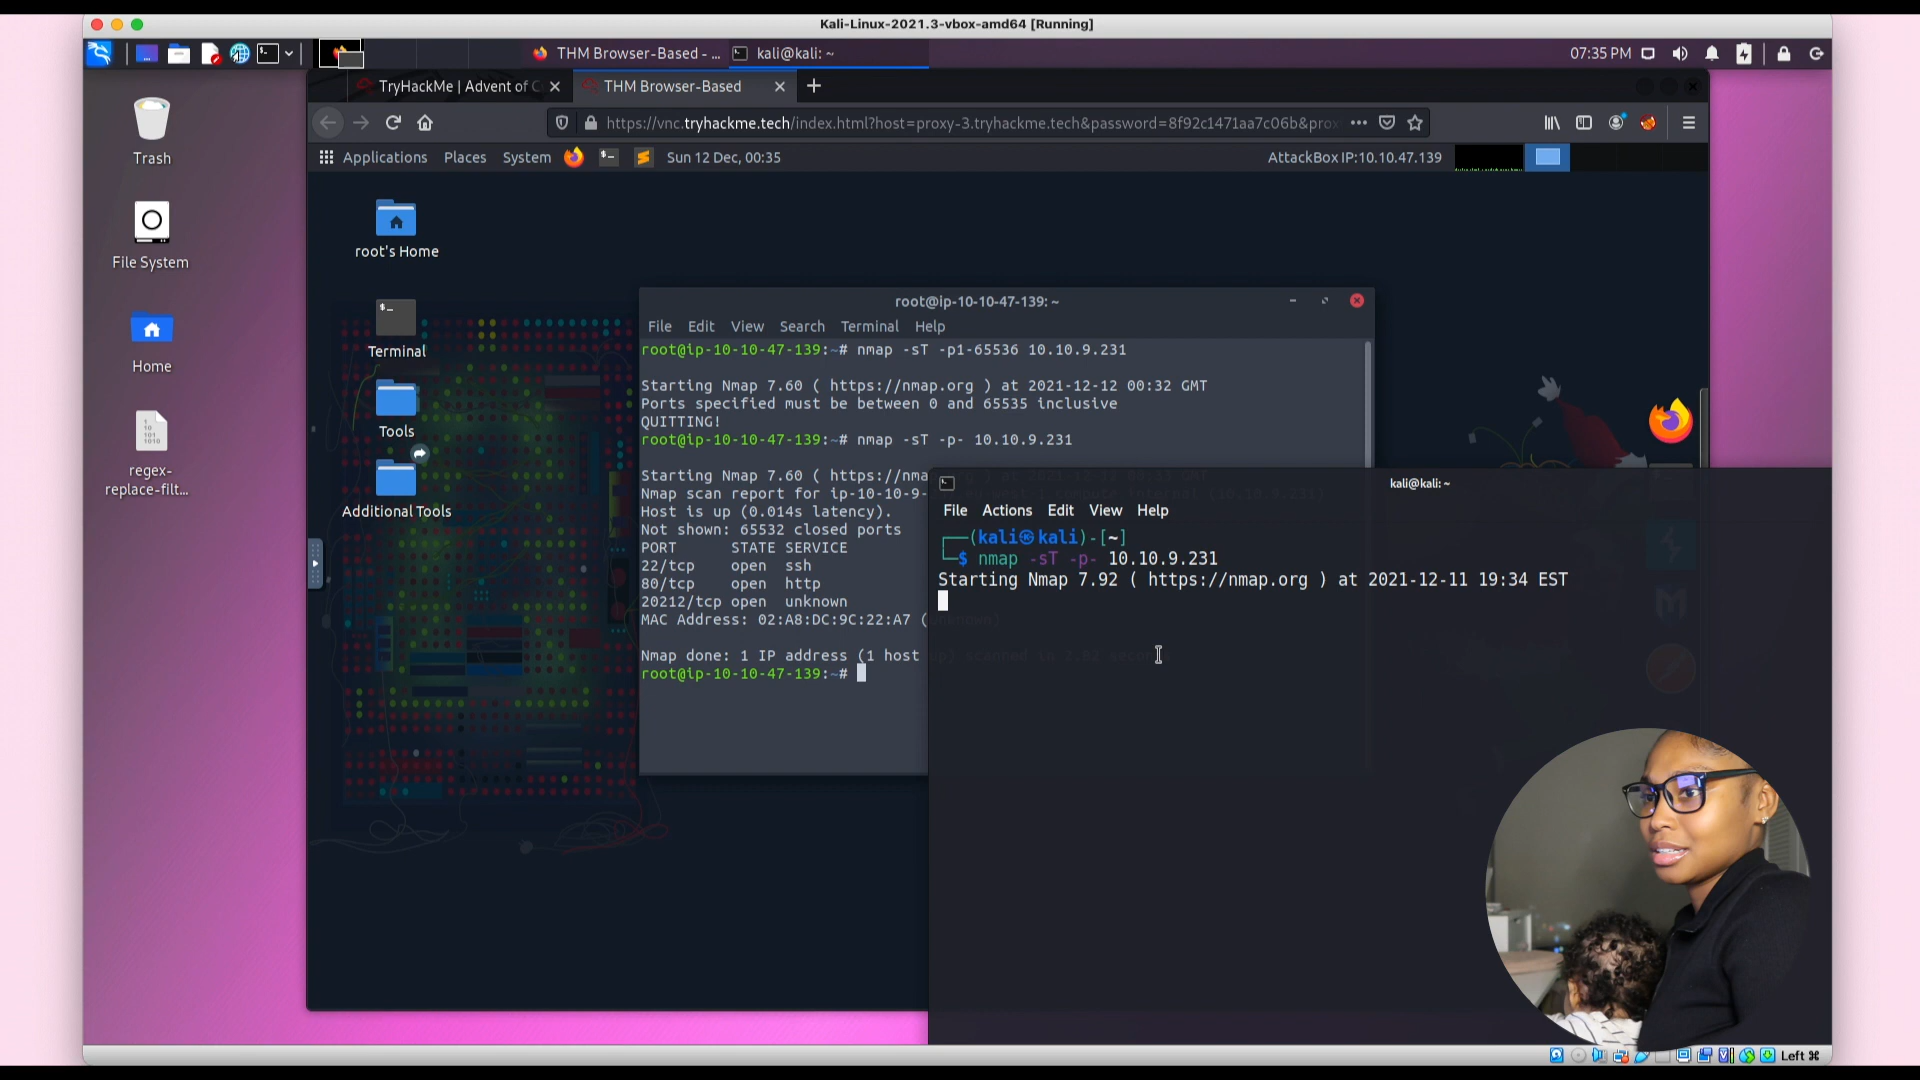 Kali-Linux-2021.3-vbox-amd64 [Running]
THM Browser-Based - ...
kali@kali: ~
07:35 PM
TryHackMe | Advent of C
THM Browser-Based
https://vnc.tryhackme.tech/index.html?host=proxy-3.tryhackme.tech&password=8f92c1471aa7c06b&prox
Applications Places System
Sun 12 Dec, 00:35
AttackBox IP:10.10.47.139
Trash
File System
Home
regex-
replace-filt...
root's Home
Terminal
Tools
Additional Tools
root@ip-10-10-47-139: ~
File Edit View Search Terminal Help
root@ip-10-10-47-139:~# nmap -sT -p1-65536 10.10.9.231
Starting Nmap 7.60 ( https://nmap.org ) at 2021-12-12 00:32 GMT
Ports specified must be between 0 and 65535 inclusive
QUITTING!
root@ip-10-10-47-139:~# nmap -sT -p- 10.10.9.231
Starting Nmap 7.60 ( https://nma
Nmap scan report for ip-10-10-9-
Host is up (0.014s latency).
Not shown: 65532 closed ports
PORT STATE SERVICE
22/tcp open ssh
80/tcp open http
20212/tcp open unknown
MAC Address: 02:A8:DC:9C:22:A7 (
Nmap done: 1 IP address (1 host
root@ip-10-10-47-139:~#
kali@kali: ~
File Actions Edit View Help
┌──(kali㉿kali)-[~]
└─$ nmap -sT -p- 10.10.9.231
Starting Nmap 7.92 ( https://nmap.org ) at 2021-12-11 19:34 EST
Left ⌘